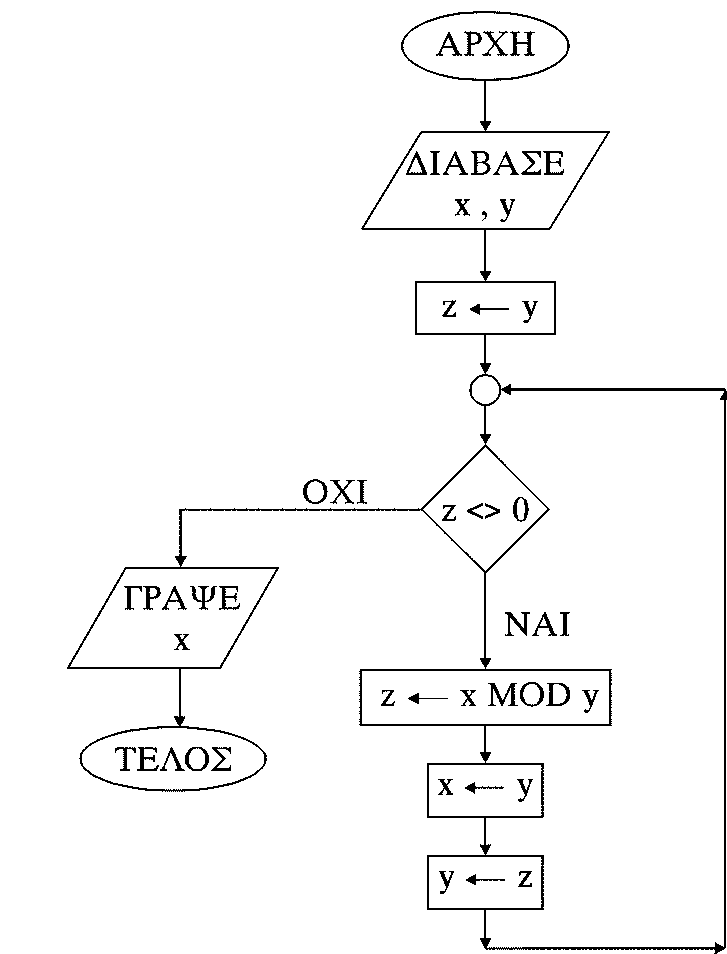 ΑΡΧΗ
ΔΙΑΒΑΣΕ
x , y
z ← y
z <> 0
ΟΧΙ
ΓΡΑΨΕ
x
ΤΕΛΟΣ
ΝΑΙ
z ← x MOD y
x ← y
y ← z